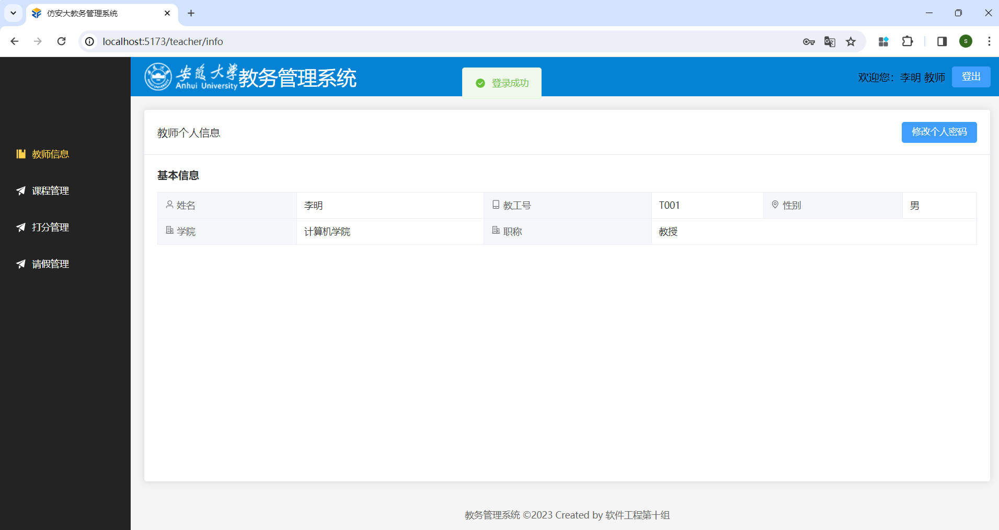 仿安大教务管理系统
localhost:5173/teacher/info
S
安徽大学
Anhui University
教务管理系统
登录成功
欢迎您：李明 教师
登出
教师信息
课程管理
打分管理
请假管理
教师个人信息
修改个人密码
基本信息
姓名 李明 教工号 T001 性别 男
学院 计算机学院 职称 教授
教务管理系统 ©2023 Created by 软件工程第十组